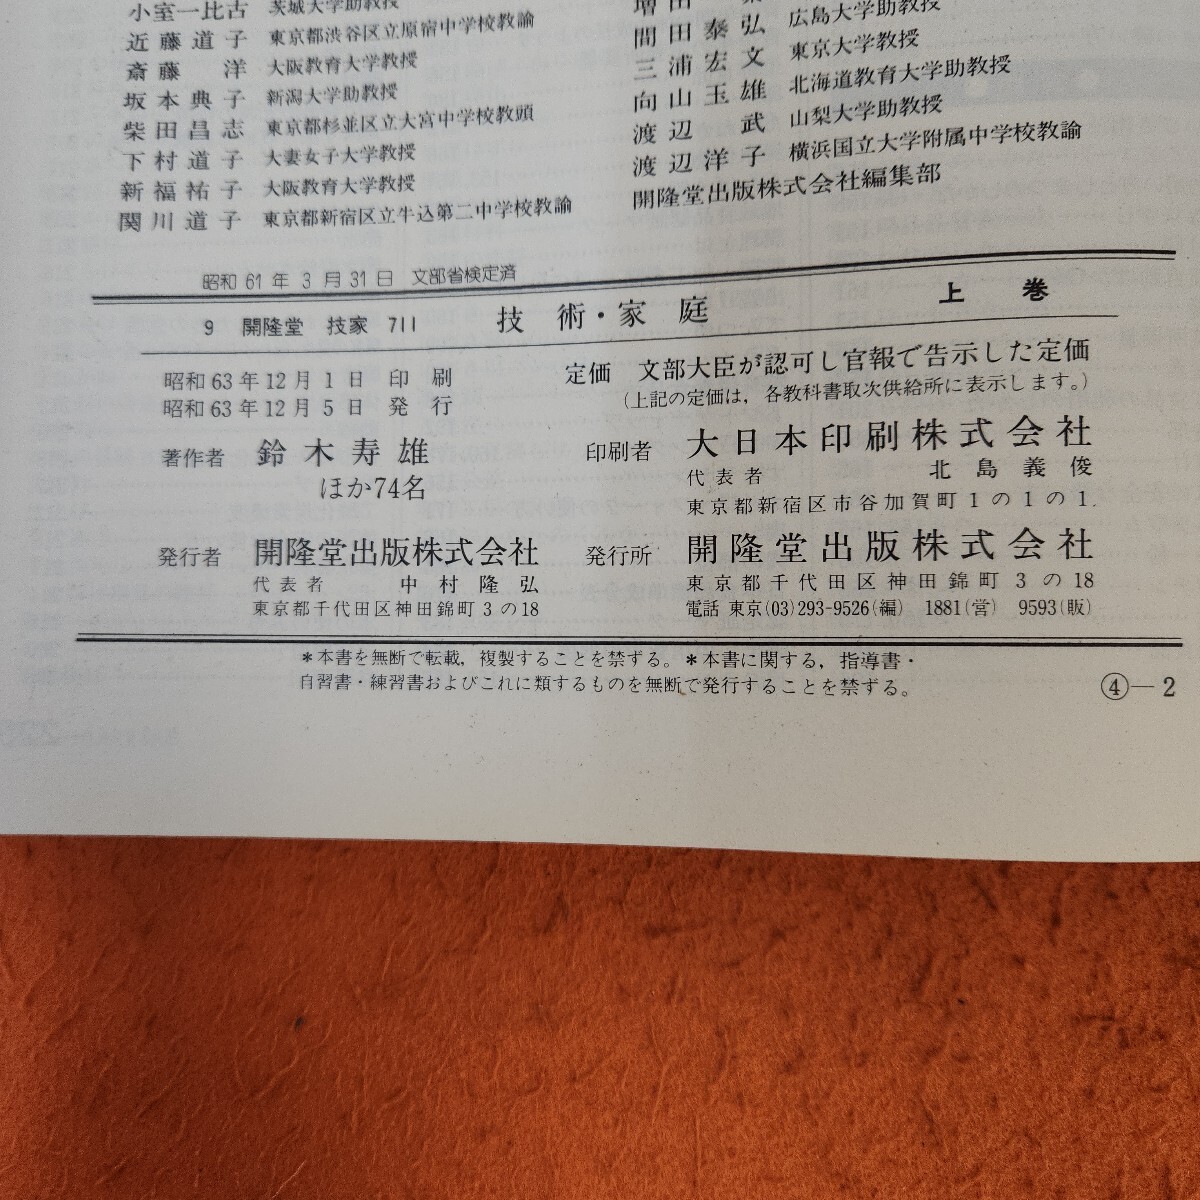 小室一比古 茨城大学助教授
近藤道子 東京都渋谷区立原宿中学校教諭
斎藤洋 大阪教育大学教授
坂本典子 新潟大学助教授
柴田昌志 東京都杉並区立大宮中学校教頭
下村道子 大妻女子大学教授
新福祐子 大阪教育大学教授
関川道子 東京都新宿区立牛込第二中学校教諭
増田
間田泰弘 広島大学助教授
三浦宏文 東京大学教授
向山玉雄 北海道教育大学助教授
渡辺武 山梨大学助教授
渡辺洋子 横浜国立大学附属中学校教諭
開隆堂出版株式会社編集部
昭和61年3月31日 文部省検定済
9 開隆堂 技家 711 技術・家庭 上巻
昭和63年12月1日 印刷
昭和63年12月5日 発行
著作者 鈴木寿雄
ほか74名
発行者 開隆堂出版株式会社
代表者 中村隆弘
東京都千代田区神田錦町3の18
定価 文部大臣が認可し官報で告示した定価
(上記の定価は，各教科書取次供給所に表示します。)
印刷者 大日本印刷株式会社
代表者 北島義俊
東京都新宿区市谷加賀町1の1の1
発行所 開隆堂出版株式会社
東京都千代田区神田錦町3の18
電話 東京(03)293-9526(編) 1881(営) 9593(販)
＊本書を無断で転載，複製することを禁ずる。＊本書に関する，指導書・
自習書・練習書およびこれに類するものを無断で発行することを禁ずる。
④－2